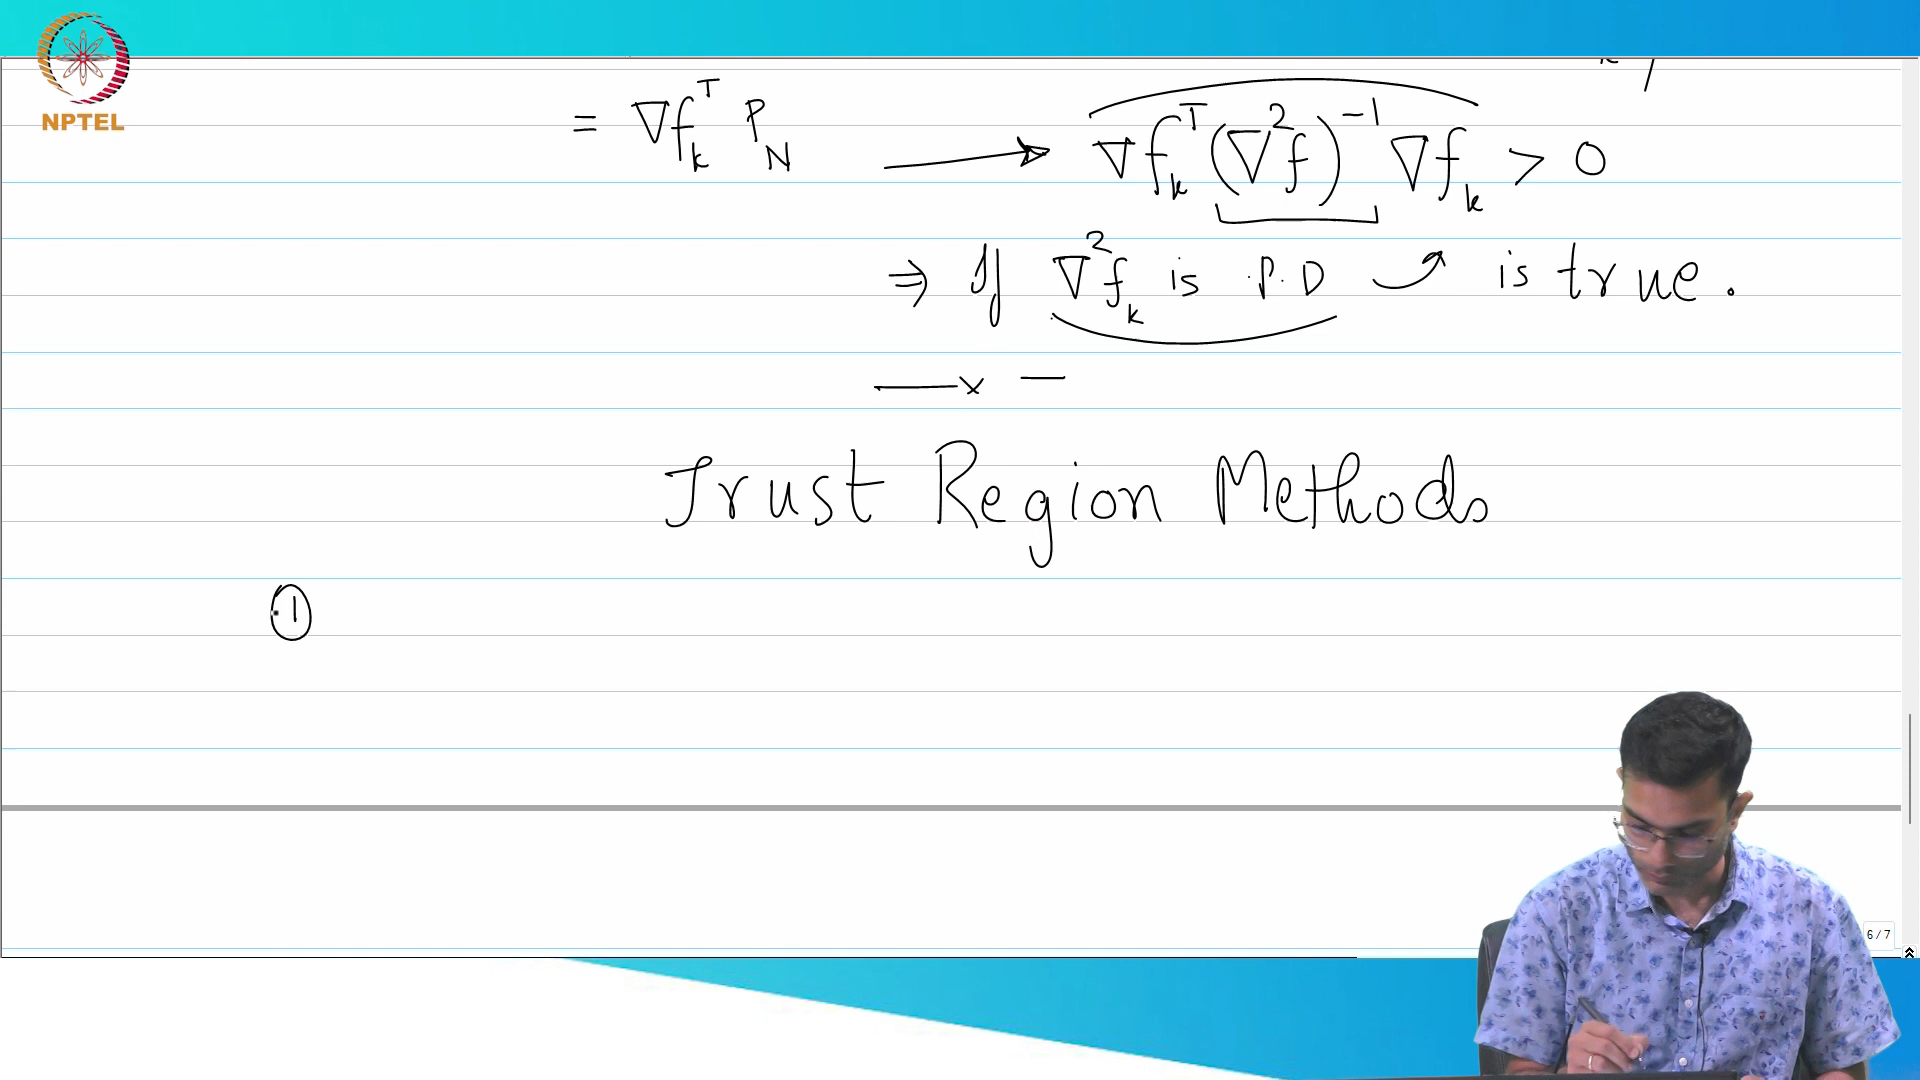 NPTEL
= ∇f_k^T P_N → ∇f_k^T (∇²f)^{-1} ∇f_k > 0
⇒ If ∇²f_k is P.D ⤴ is true.
—x—
Trust Region Methods
①
6 / 7